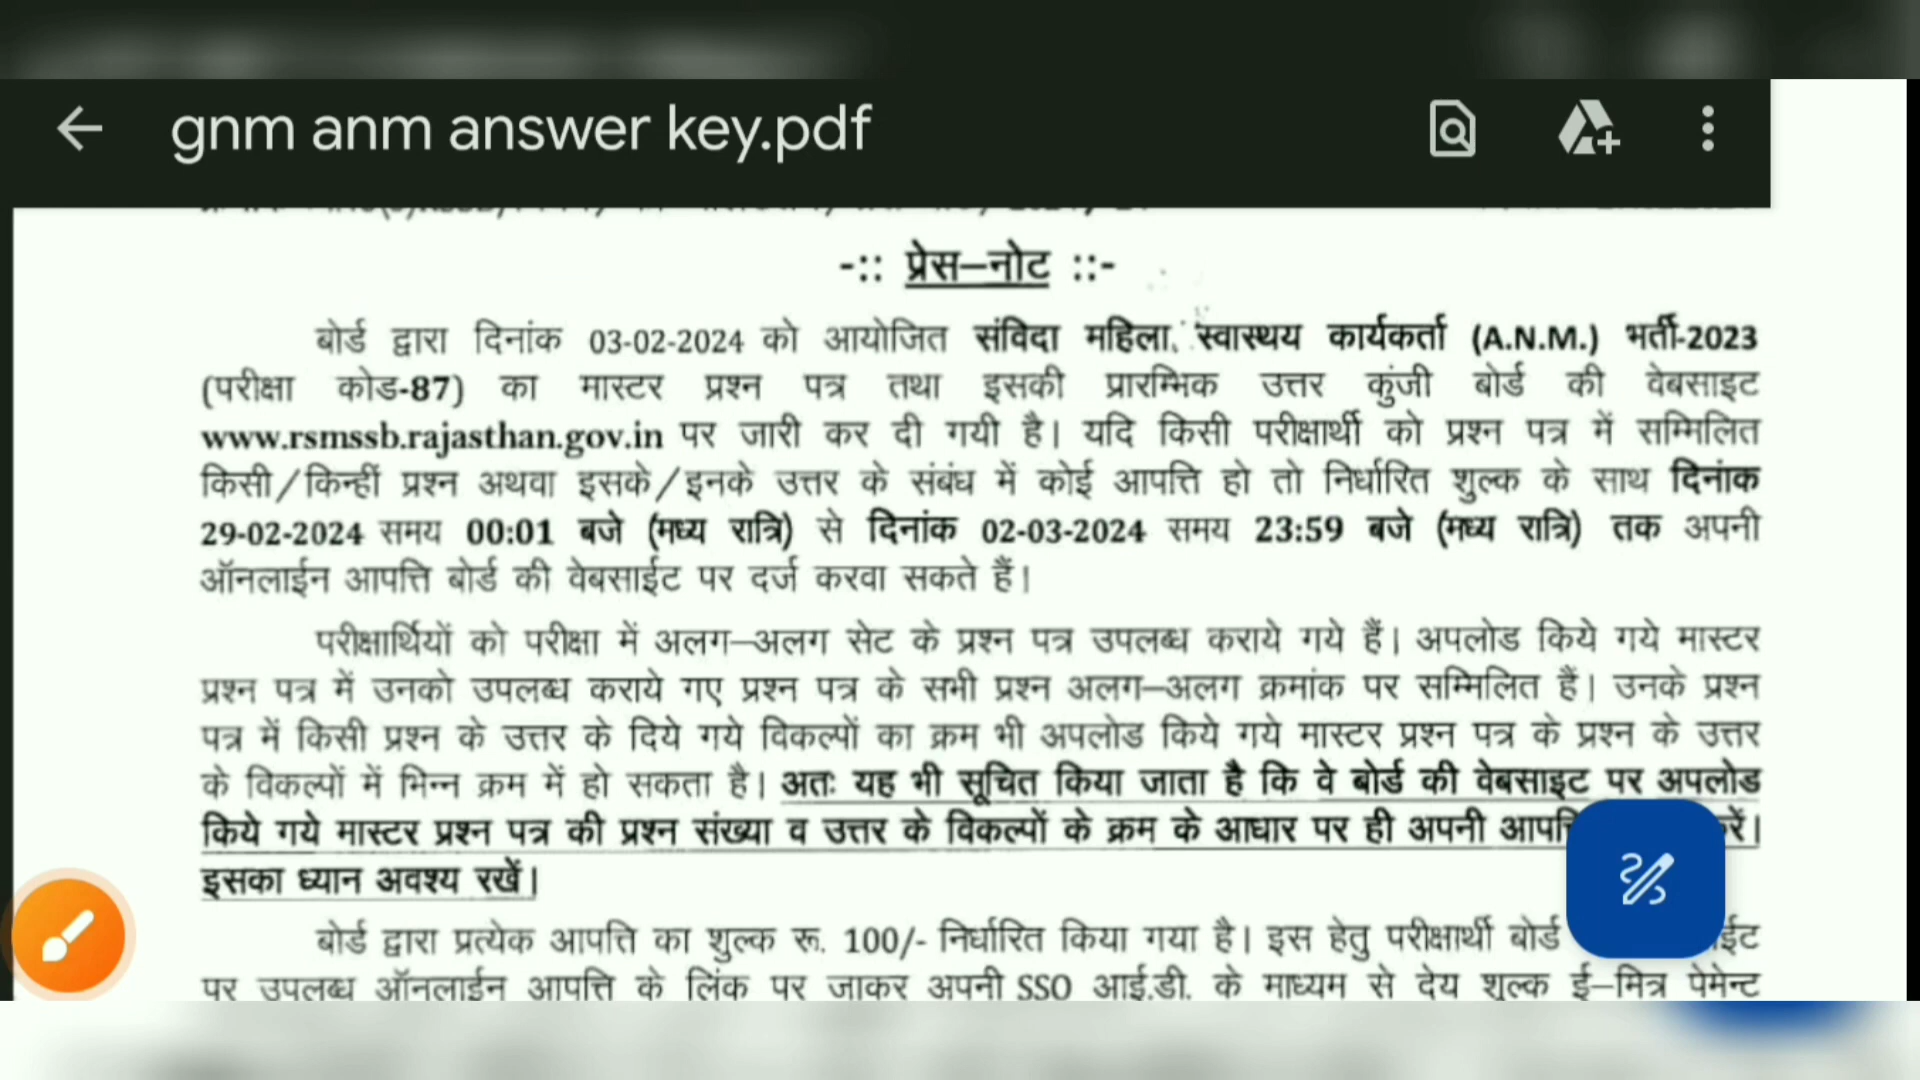 gnm anm answer key.pdf
-:: प्रेस–नोट ::-
बोर्ड द्वारा दिनांक 03-02-2024 को आयोजित संविदा महिला स्वास्थय कार्यकर्ता (A.N.M.) भर्ती-2023
(परीक्षा कोड-87) का मास्टर प्रश्न पत्र तथा इसकी प्रारम्भिक उत्तर कुंजी बोर्ड की वेबसाइट
www.rsmssb.rajasthan.gov.in पर जारी कर दी गयी है। यदि किसी परीक्षार्थी को प्रश्न पत्र में सम्मिलित
किसी/किन्हीं प्रश्न अथवा इसके/इनके उत्तर के संबंध में कोई आपत्ति हो तो निर्धारित शुल्क के साथ दिनांक
29-02-2024 समय 00:01 बजे (मध्य रात्रि) से दिनांक 02-03-2024 समय 23:59 बजे (मध्य रात्रि) तक अपनी
ऑनलाईन आपत्ति बोर्ड की वेबसाईट पर दर्ज करवा सकते हैं।
परीक्षार्थियों को परीक्षा में अलग–अलग सेट के प्रश्न पत्र उपलब्ध कराये गये हैं। अपलोड किये गये मास्टर
प्रश्न पत्र में उनको उपलब्ध कराये गए प्रश्न पत्र के सभी प्रश्न अलग–अलग क्रमांक पर सम्मिलित हैं। उनके प्रश्न
पत्र में किसी प्रश्न के उत्तर के दिये गये विकल्पों का क्रम भी अपलोड किये गये मास्टर प्रश्न पत्र के प्रश्न के उत्तर
के विकल्पों में भिन्न क्रम में हो सकता है। अतः यह भी सूचित किया जाता है कि वे बोर्ड की वेबसाइट पर अपलोड
किये गये मास्टर प्रश्न पत्र की प्रश्न संख्या व उत्तर के विकल्पों के क्रम के आधार पर ही अपनी
इसका ध्यान अवश्य रखें।
बोर्ड द्वारा प्रत्येक आपत्ति का शुल्क रू. 100/- निर्धारित किया गया है। इस हेतु परीक्षार्थी बोर्ड
पर उपलब्ध ऑनलाईन आपत्ति के लिंक पर जाकर अपनी SSO आई.डी. के माध्यम से देय शुल्क ई–मित्र पेमेन्ट